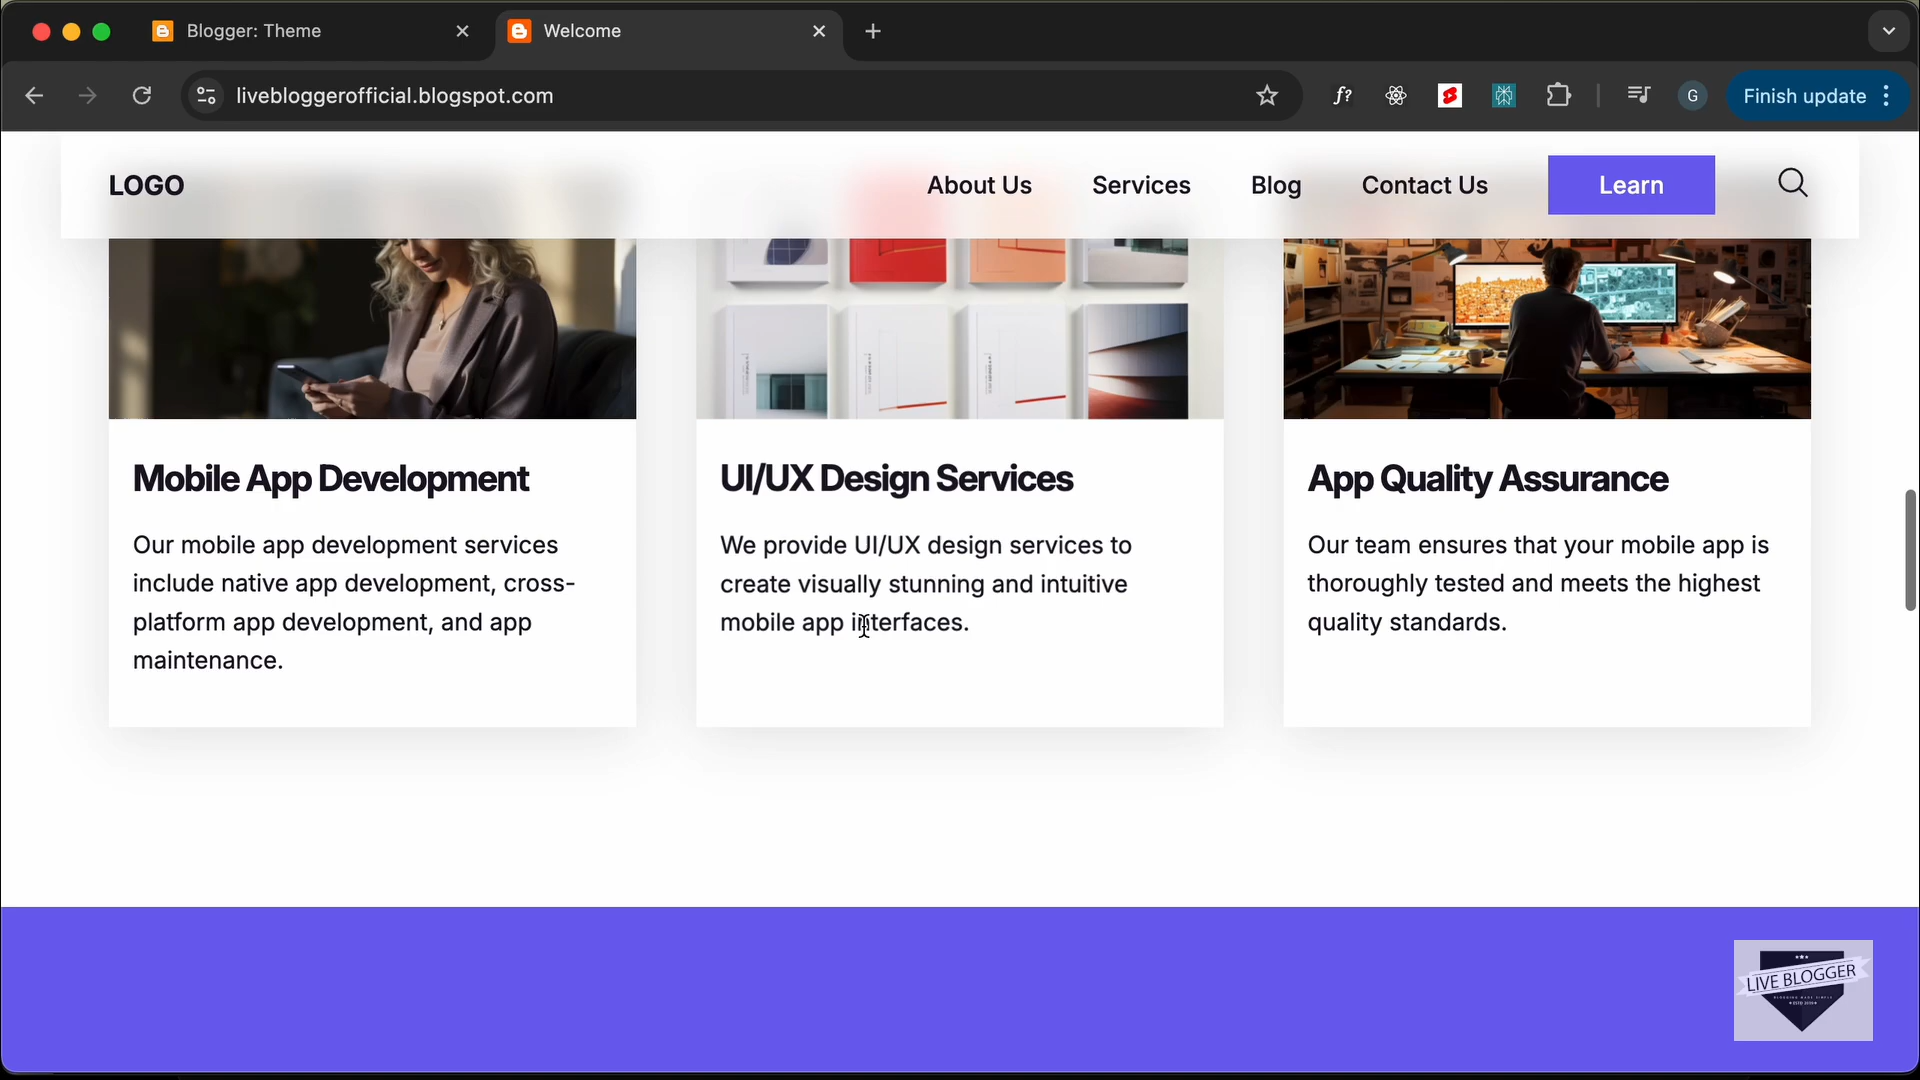 Blogger: Theme
Welcome
livebloggerofficial.blogspot.com
f?
G
Finish update
LOGO
About Us
Services
Blog
Contact Us
Learn
Mobile App Development
Our mobile app development services
include native app development, cross-
platform app development, and app
maintenance.
UI/UX Design Services
We provide UI/UX design services to
create visually stunning and intuitive
mobile app interfaces.
App Quality Assurance
Our team ensures that your mobile app is
thoroughly tested and meets the highest
quality standards.
LIVE BLOGGER